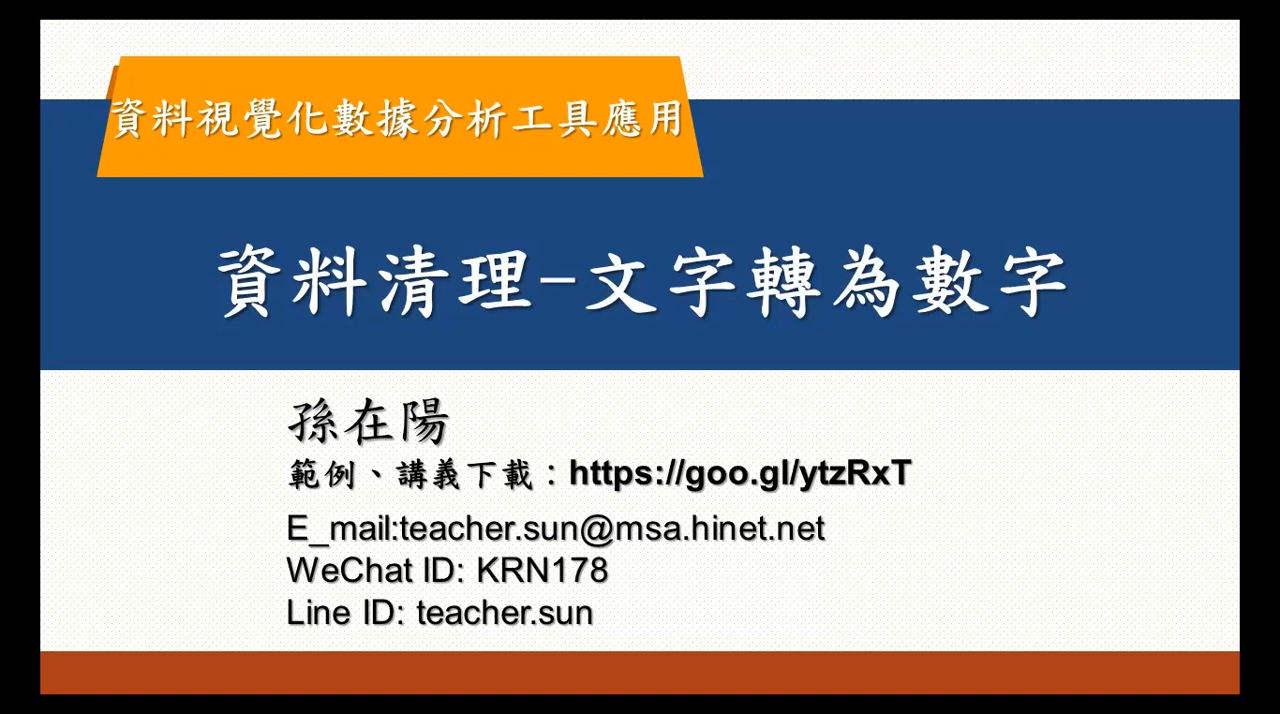 資料視覺化數據分析工具應用
資料清理-文字轉為數字
孫在陽
範例、講義下載：https://goo.gl/ytzRxT
E_mail:teacher.sun@msa.hinet.net
WeChat ID: KRN178
Line ID: teacher.sun